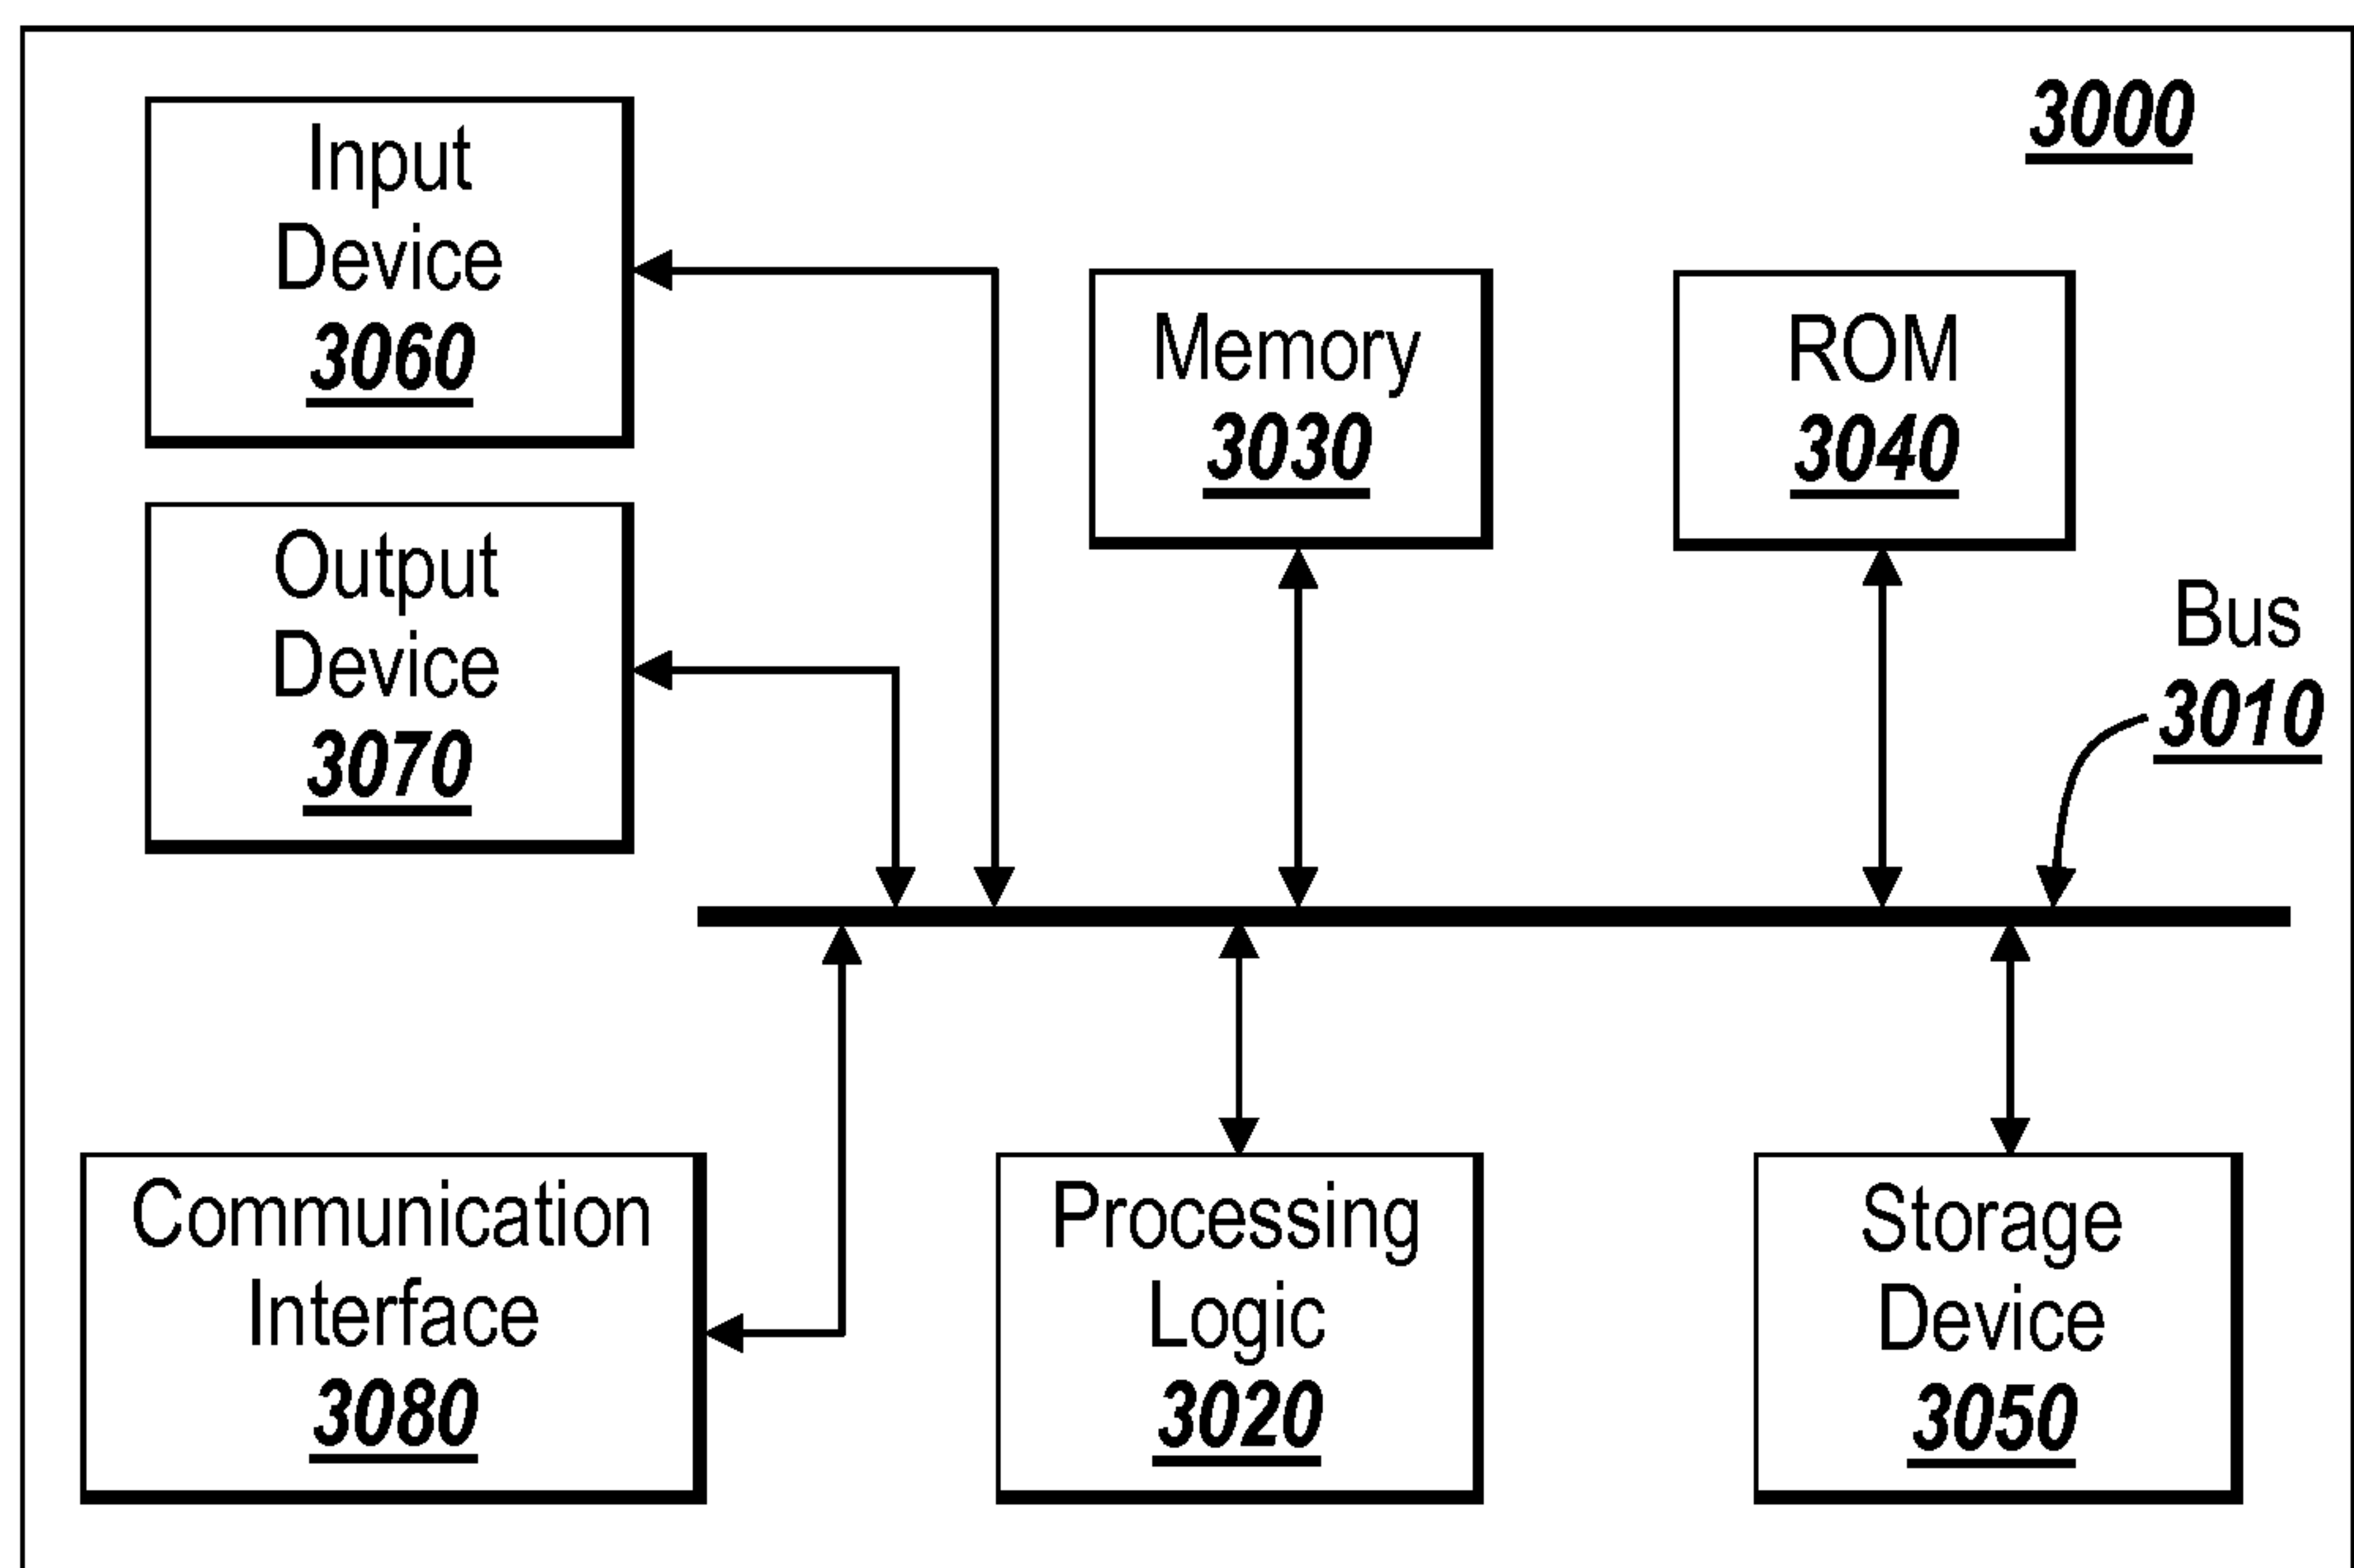 3000
Input
Device
3060
Memory
3030
ROM
3040
Output
Device
3070
Bus
3010
Communication
Interface
3080
Processing
Logic
3020
Storage
Device
3050